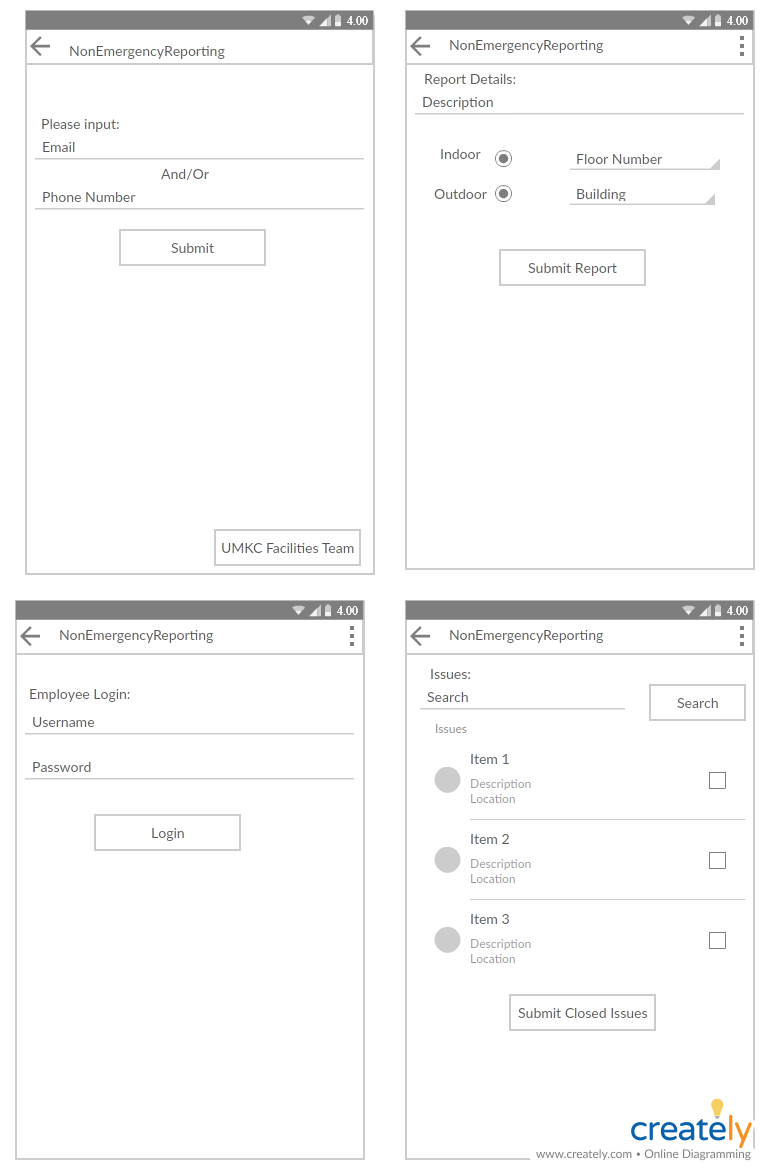 4.00
NonEmergencyReporting
Please input:
Email
And/Or
Phone Number
Submit
UMKC Facilities Team
4.00
NonEmergencyReporting
Report Details:
Description
Indoor
Floor Number
Outdoor
Building
Submit Report
4.00
NonEmergencyReporting
Employee Login:
Username
Password
Login
4.00
NonEmergencyReporting
Issues:
Search
Search
Issues
Item 1
Description
Location
Item 2
Description
Location
Item 3
Description
Location
Submit Closed Issues
creately
www.creately.com • Online Diagramming